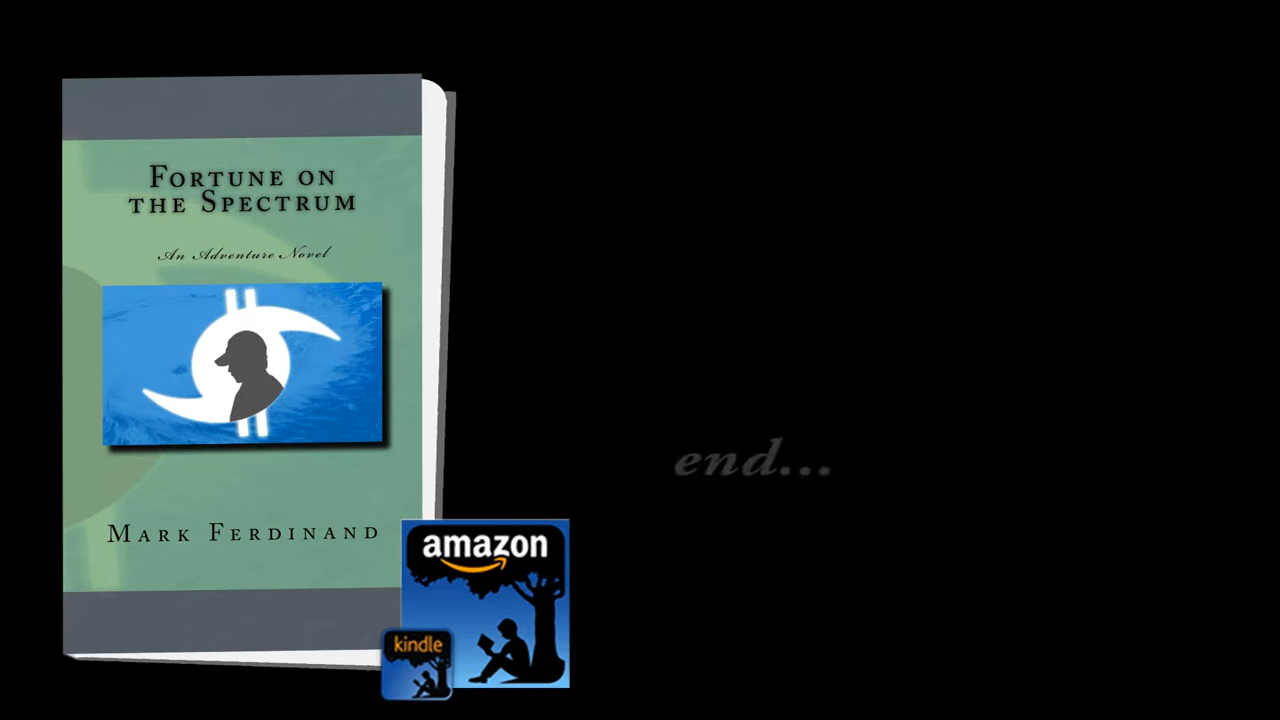 Fortune on
the Spectrum
An Adventure Novel
Mark Ferdinand
end...
amazon
kindle